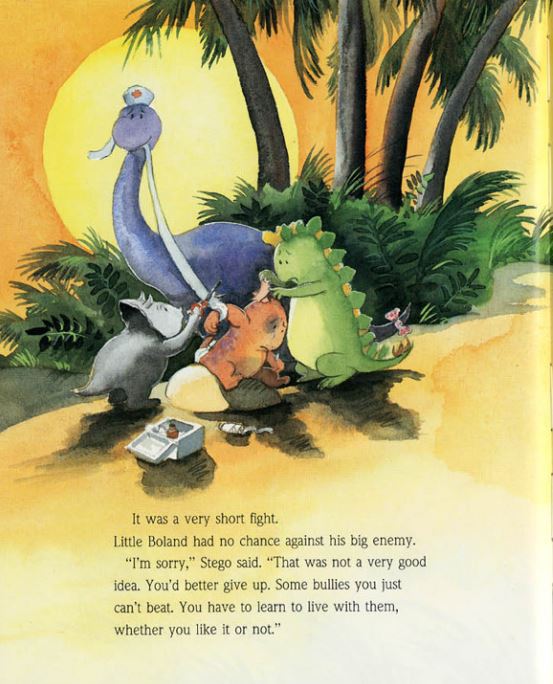 It was a very short fight.
Little Boland had no chance against his big enemy.
“I’m sorry,” Stego said. “That was not a very good
idea. You’d better give up. Some bullies you just
can’t beat. You have to learn to live with them,
whether you like it or not.”